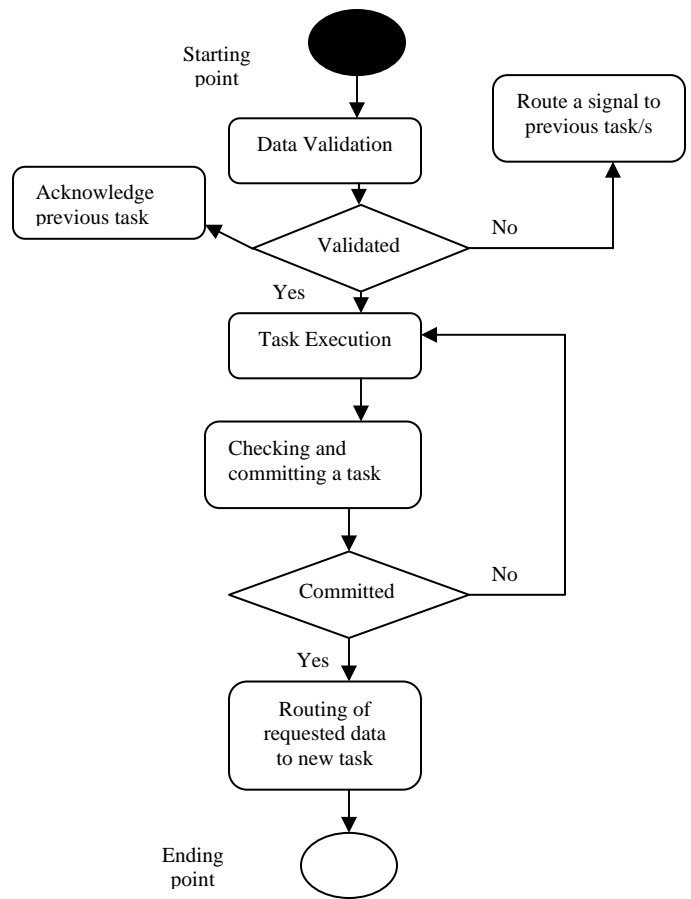 Starting
point
Route a signal to
previous task/s
Data Validation
Acknowledge
previous task
Validated
No
Yes
Task Execution
Checking and
committing a task
Committed
No
Yes
Routing of
requested data
to new task
Ending
point